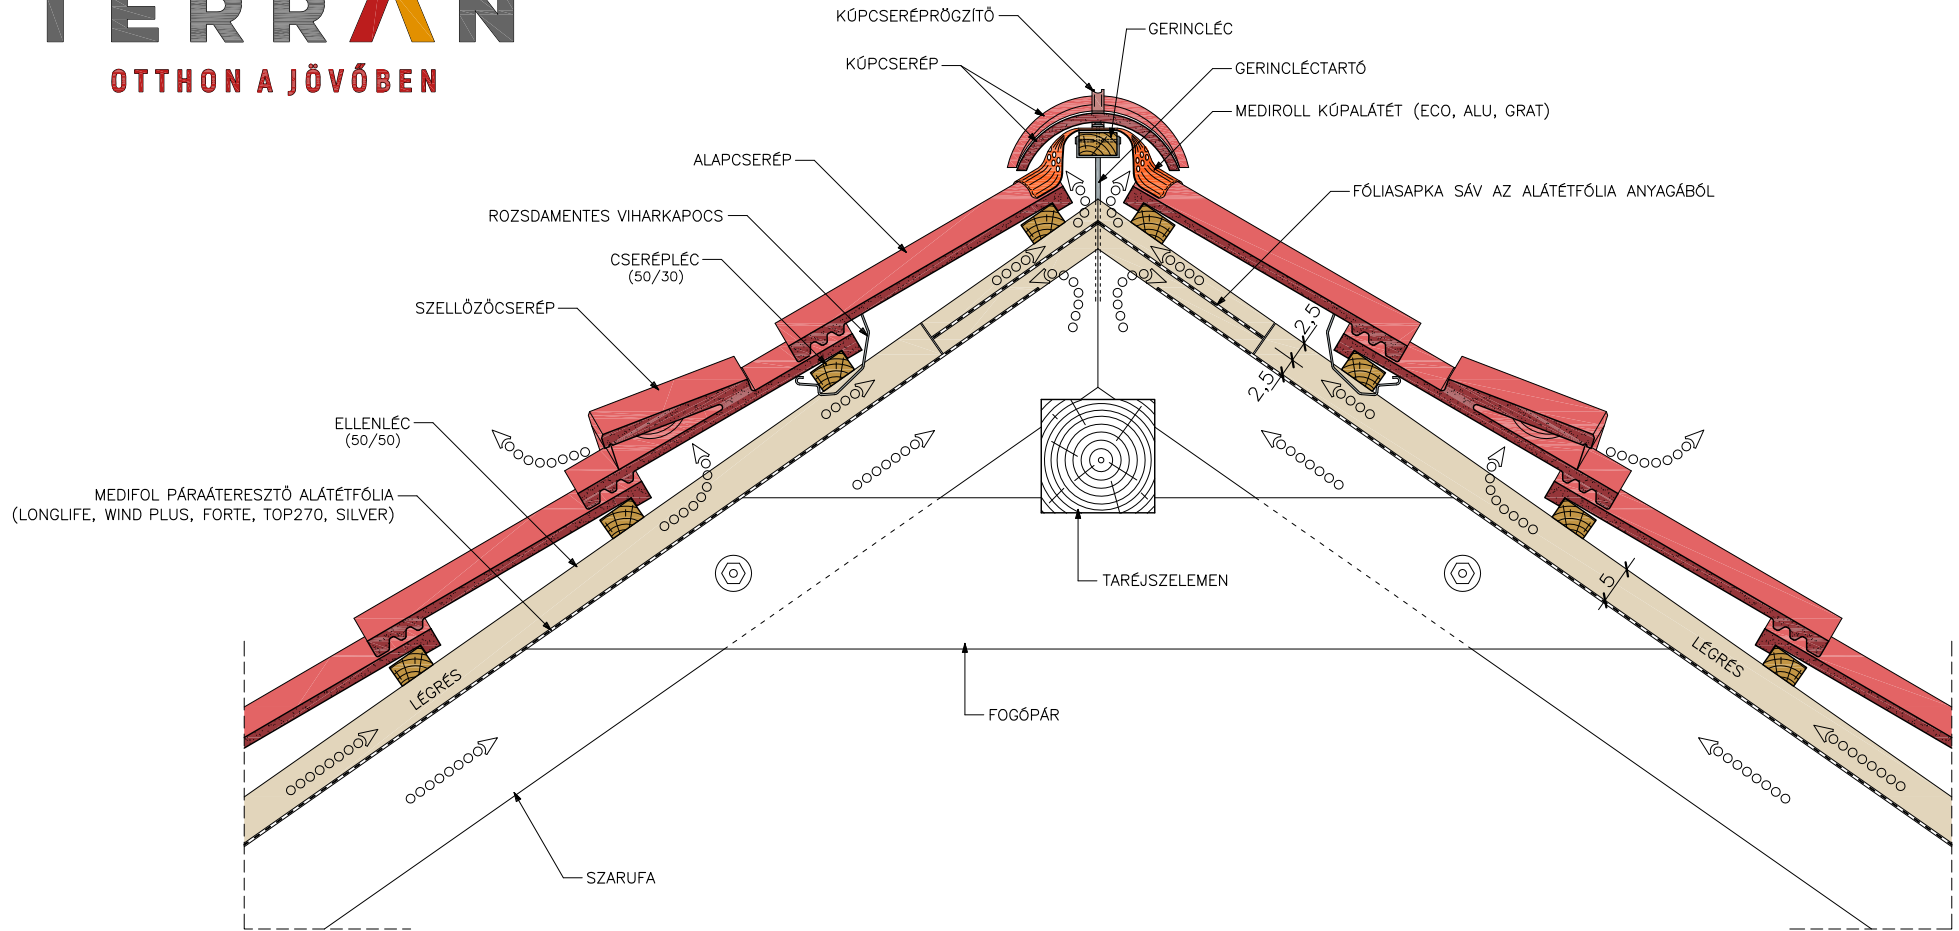 TERRAN
OTTHON A JÖVŐBEN
KÚPCSERÉPRÖGZÍTŐ
GERINCLÉC
KÚPCSERÉP
GERINCLÉCTARTÓ
MEDIROLL KÚPALÁTÉT (ECO, ALU, GRAT)
ALAPCSERÉP
FÓLIASAPKA SÁV AZ ALÁTÉTFÓLIA ANYAGÁBÓL
ROZSDAMENTES VIHARKAPOCS
CSERÉPLÉC
(50/30)
SZELLŐZŐCSERÉP
2,5
2,5
ELLENLÉC
(50/50)
MEDIFOL PÁRAÁTERESZTŐ ALÁTÉTFÓLIA
(LONGLIFE, WIND PLUS, FORTE, TOP270, SILVER)
TARÉJSZELEMEN
5
LÉGRÉS
LÉGRÉS
FOGÓPÁR
SZARUFA